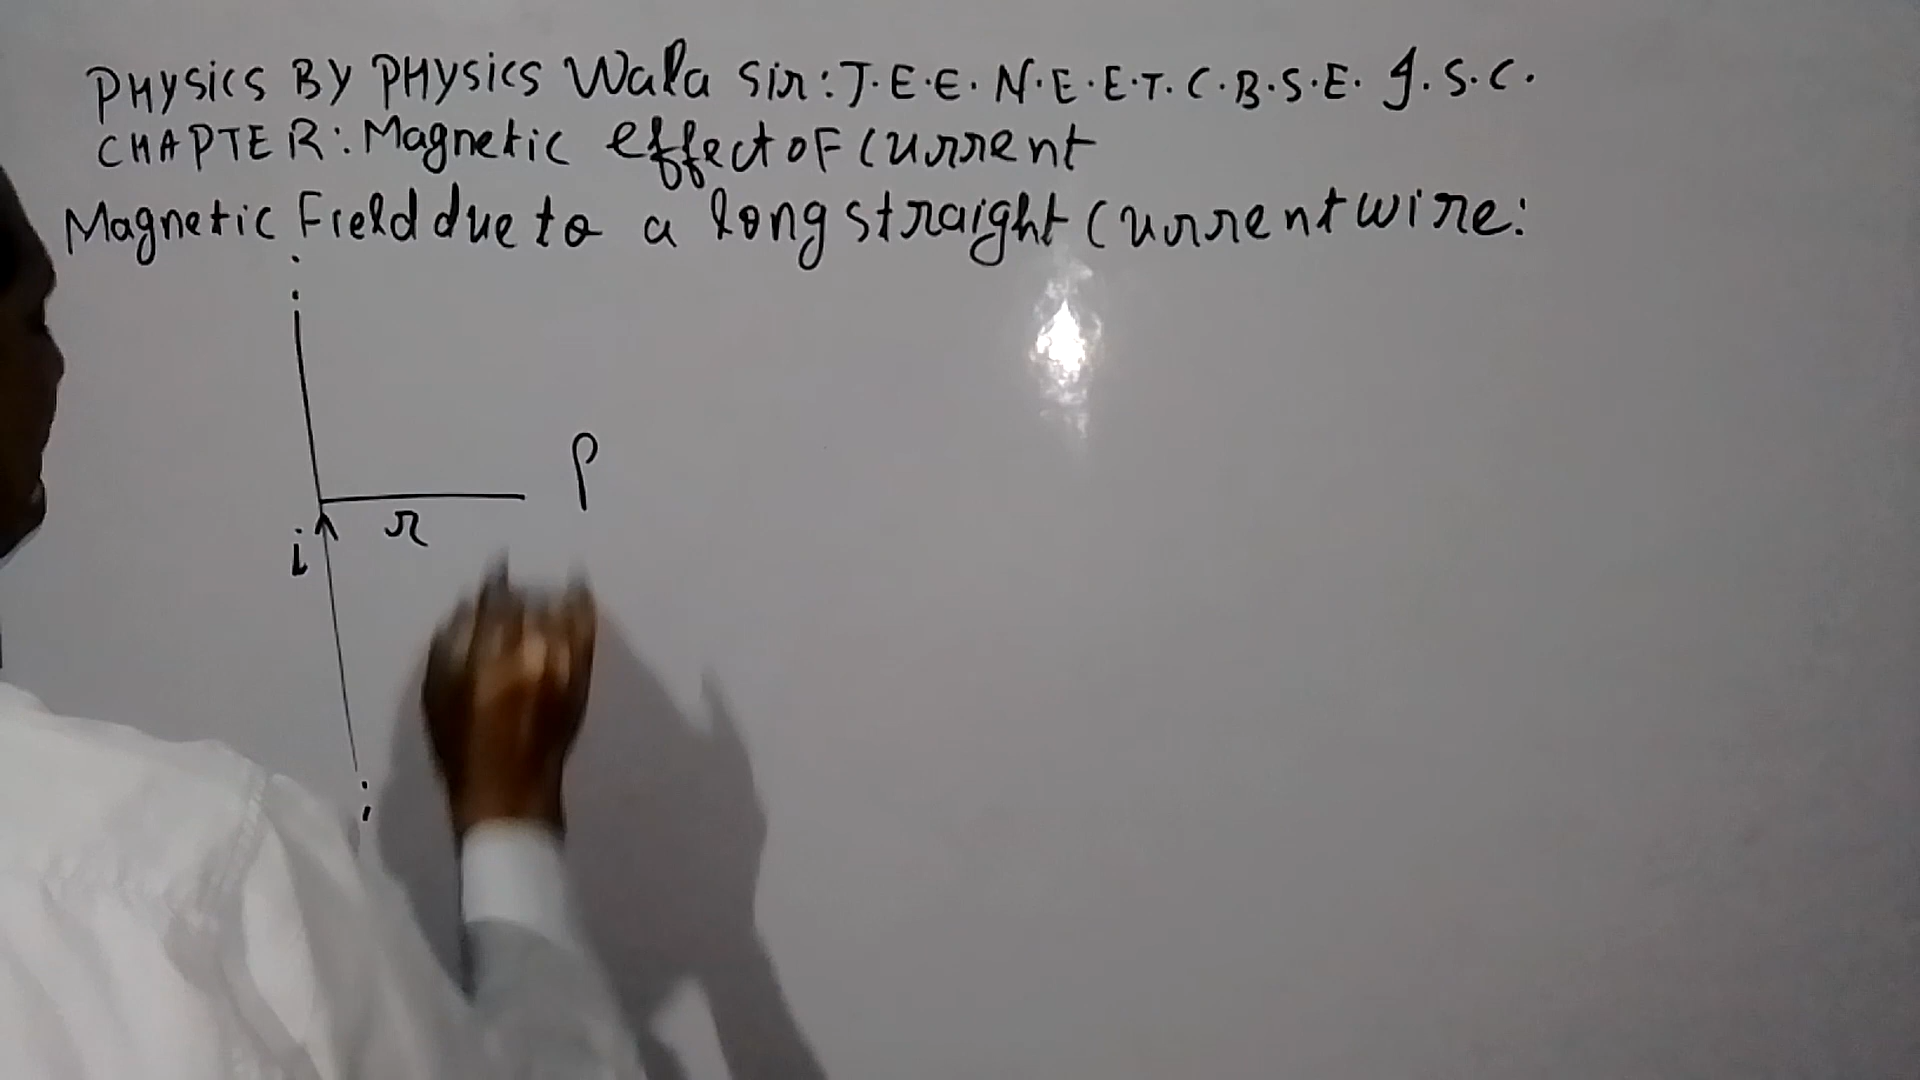 PHYSICS BY PHYSICS Wala Sir: J.E.E. N.E.E.T. C.B.S.E. I.S.C.
CHAPTER: Magnetic effect OF Current
Magnetic Field due to a long straight Current wire:
P
r
i